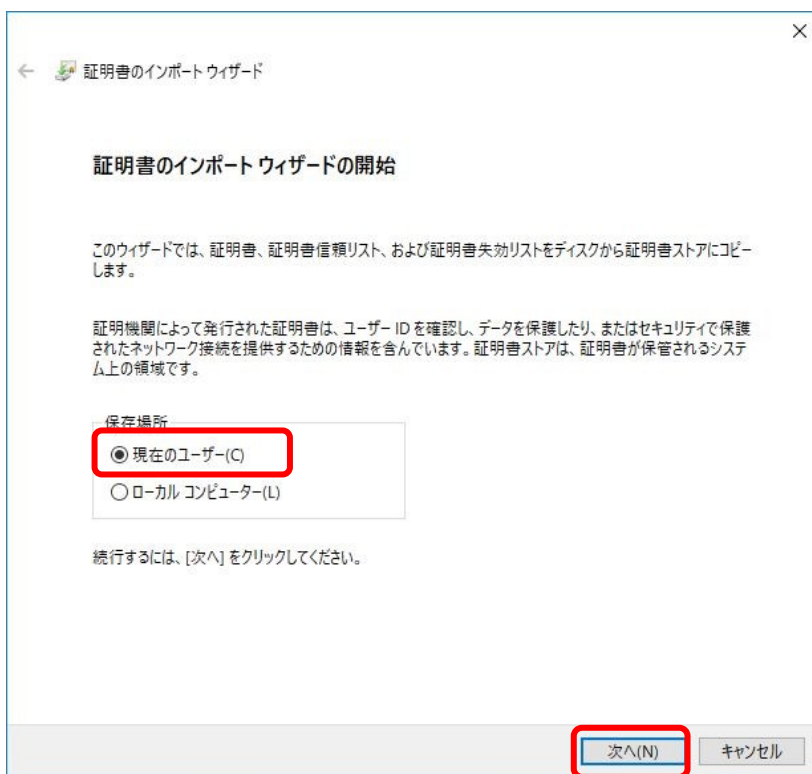 証明書のインポート ウィザード
証明書のインポート ウィザードの開始
このウィザードでは、証明書、証明書信頼リスト、および証明書失効リストをディスクから証明書ストアにコピー
します。
証明機関によって発行された証明書は、ユーザー ID を確認し、データを保護したり、またはセキュリティで保護
されたネットワーク接続を提供するための情報を含んでいます。証明書ストアは、証明書が保管されるシステ
ム上の領域です。
保存場所
現在のユーザー(C)
ローカル コンピューター(L)
続行するには、[次へ] をクリックしてください。
次へ(N)
キャンセル